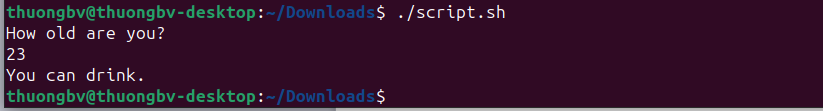 thuongbv@thuongbv-desktop:~/Downloads$ ./script.sh
How old are you?
23
You can drink.
thuongbv@thuongbv-desktop:~/Downloads$